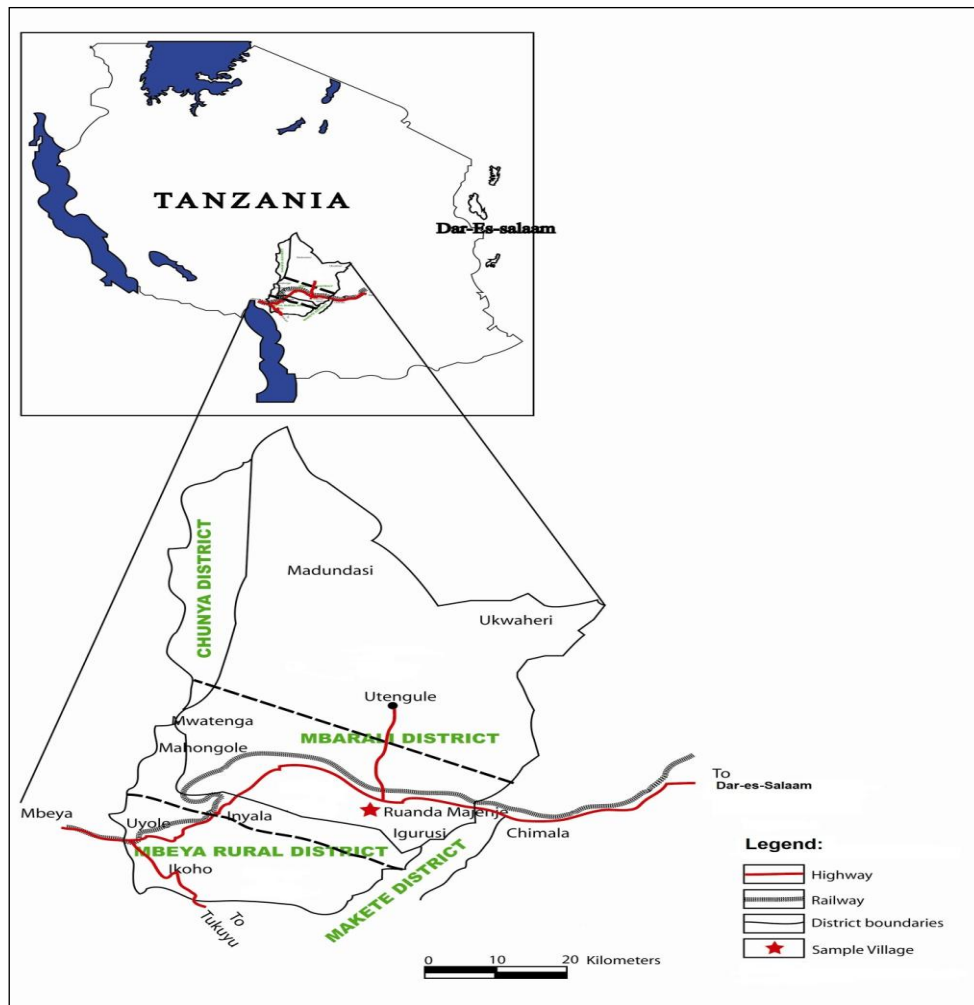 TANZANIA
Dar-Es-salaam
CHUNYA DISTRICT
Madundasi
Ukwaheri
Utengule
Mwatenga
MBARALI DISTRICT
Mahongole
To
Dar-es-Salaam
Mbeya
Uyole
Inyala
Ruanda Majenje
Igurusi
Chimala
MBEYA RURAL DISTRICT
Ikoho
MAKETE DISTRICT
To
Tukuyu
Legend:
Highway
Railway
District boundaries
Sample Village
0 10 20 Kilometers